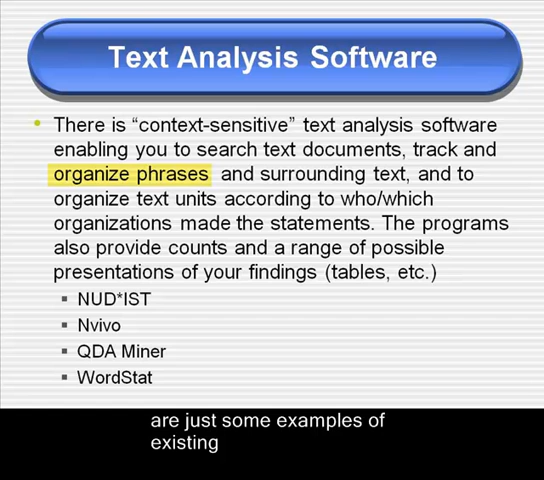 Text Analysis Software
• There is “context-sensitive” text analysis software
enabling you to search text documents, track and
organize phrases and surrounding text, and to
organize text units according to who/which
organizations made the statements. The programs
also provide counts and a range of possible
presentations of your findings (tables, etc.)
▪ NUD*IST
▪ Nvivo
▪ QDA Miner
▪ WordStat
are just some examples of
existing